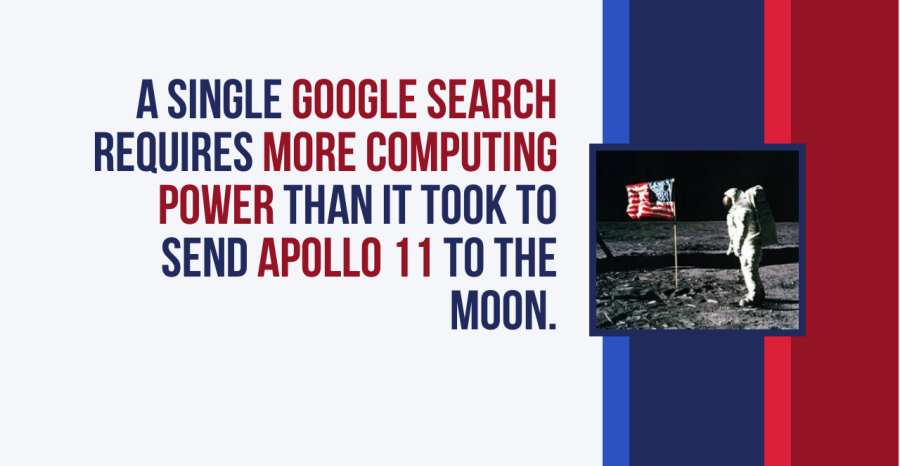 A SINGLE GOOGLE SEARCH
REQUIRES MORE COMPUTING
POWER THAN IT TOOK TO
SEND APOLLO 11 TO THE
MOON.